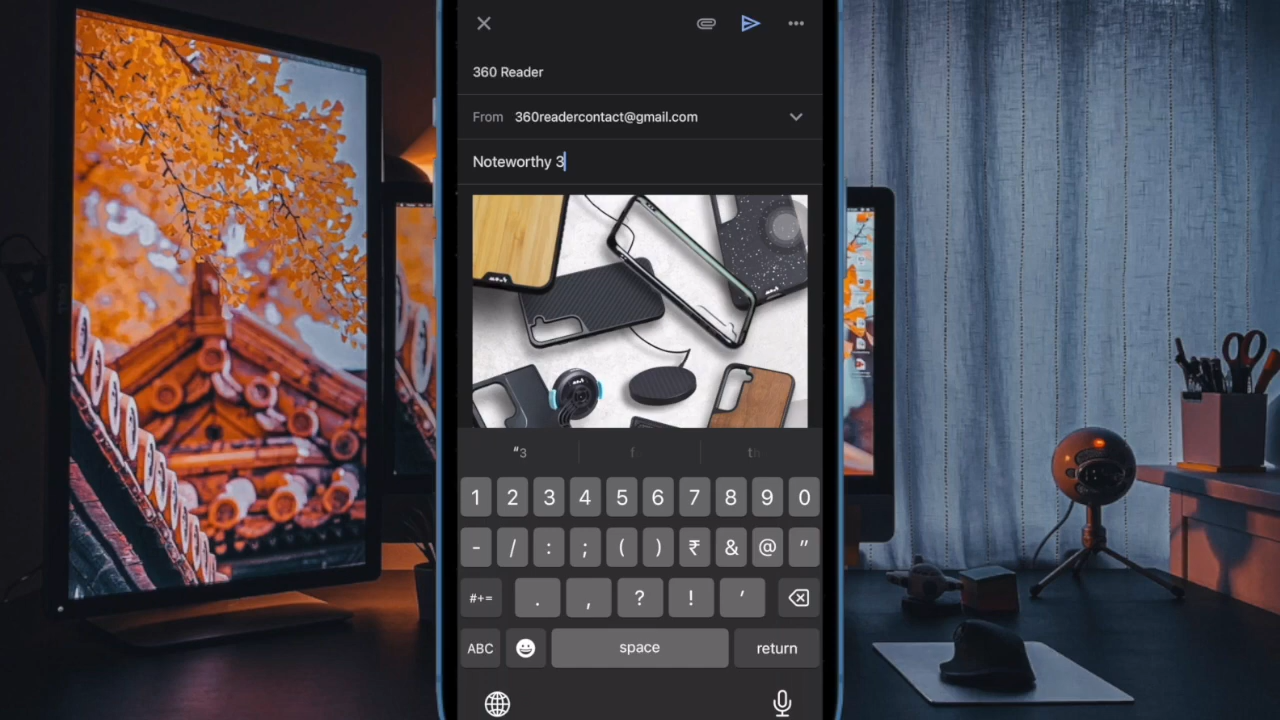 360 Reader
From 360readercontact@gmail.com
Noteworthy 3
"3
1 2 3 4 5 6 7 8 9 0
- / : ; ( ) ₹ & @ "
#+= . , ? ! '
ABC space return